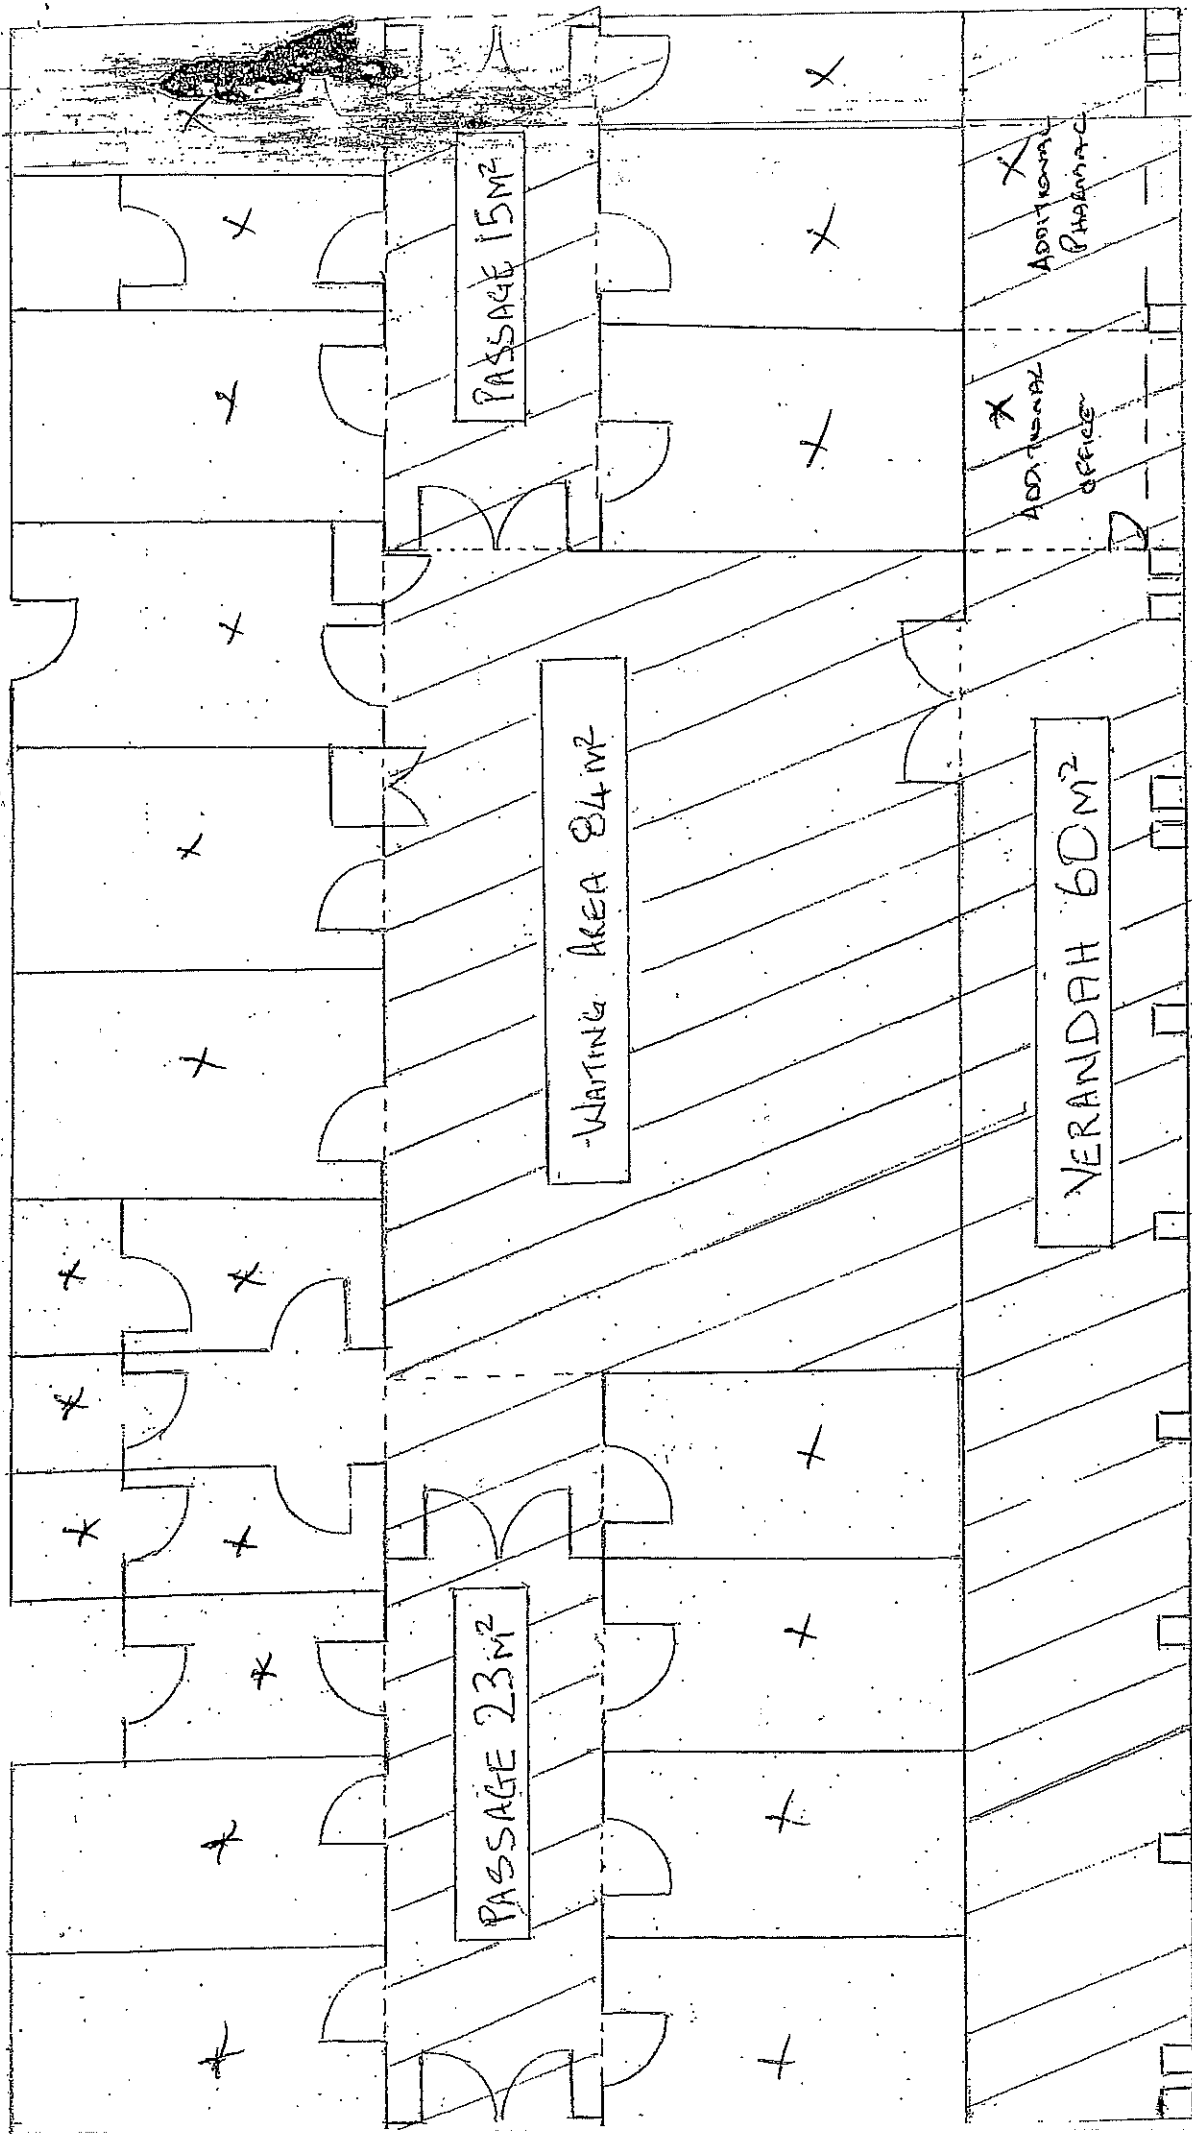 PASSAGE 15M²
ADDITIONAL
PHARMAC
ADDITIONAL
OFFICE
WAITING AREA 84m²
VERANDAH 60M²
PASSAGE 23M²